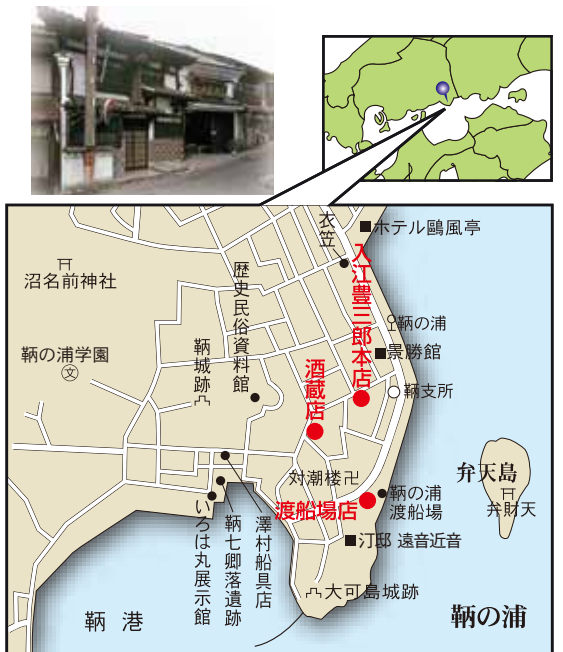 衣笠
ホテル鷗風亭
沼名前神社
歴史民俗資料館
入江豊三郎本店
鞆の浦
鞆の浦学園
文
鞆城跡
景勝館
酒蔵店
鞆支所
対潮楼卍
弁天島
弁財天
鞆の浦
渡船場
渡船場店
いろは丸展示館
鞆七卿落遺跡
澤村船具店
汀邸 遠音近音
大可島城跡
鞆港
鞆の浦